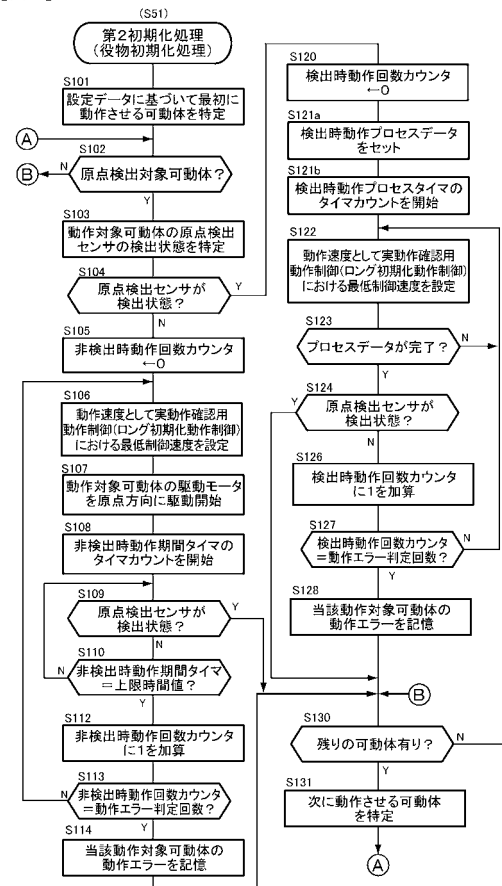 (S51)
第2初期化処理
(役物初期化処理)
S101
設定データに基づいて最初に
動作させる可動体を特定
A
S102
B
N
原点検出対象可動体?
Y
S103
動作対象可動体の原点検出
センサの検出状態を特定
S104
原点検出センサが
検出状態?
Y
N
S105
非検出時動作回数カウンタ
←0
S106
動作速度として実動作確認用
動作制御(ロング初期化動作制御)
における最低制御速度を設定
S107
動作対象可動体の駆動モータ
を原点方向に駆動開始
S108
非検出時動作期間タイマの
タイマカウントを開始
S109
原点検出センサが
検出状態?
Y
N
S110
N
非検出時動作期間タイマ
=上限時間値?
Y
S112
非検出時動作回数カウンタ
に1を加算
S113
N
非検出時動作回数カウンタ
=動作エラー判定回数?
Y
S114
当該動作対象可動体の
動作エラーを記憶
S120
検出時動作回数カウンタ
←0
S121a
検出時動作プロセスデータ
をセット
S121b
検出時動作プロセスタイマの
タイマカウントを開始
S122
動作速度として実動作確認用
動作制御(ロング初期化動作制御)
における最低制御速度を設定
S123
プロセスデータが完了?
N
Y
S124
Y
原点検出センサが
検出状態?
N
S126
検出時動作回数カウンタ
に1を加算
S127
検出時動作回数カウンタ
=動作エラー判定回数?
N
Y
S128
当該動作対象可動体の
動作エラーを記憶
B
S130
残りの可動体有り?
N
Y
S131
次に動作させる可動体
を特定
A